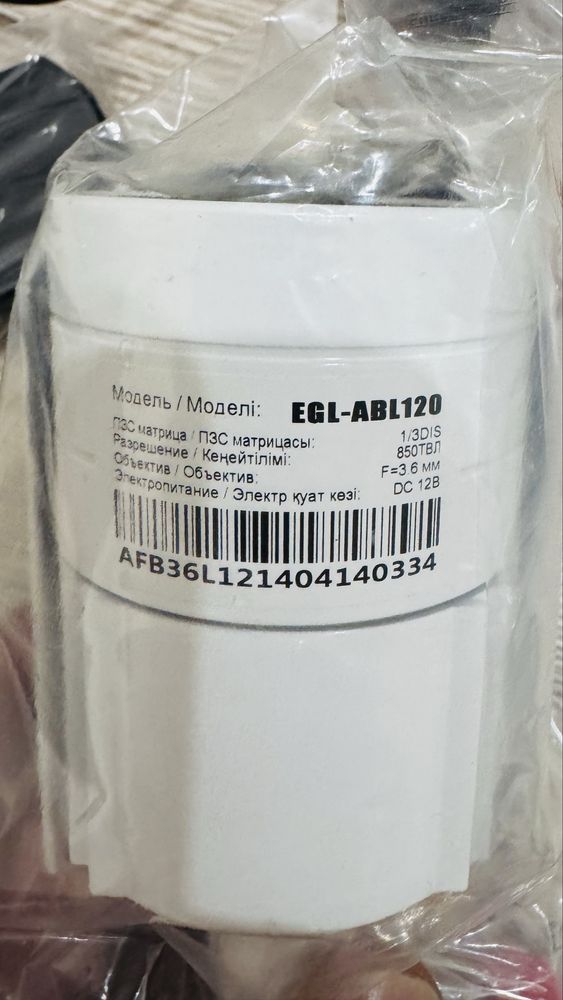 Модель / Моделі: EGL-ABL120
ПЗС матрица / ПЗС матрицасы: 1/3DIS
Разрешение / Кеңейтілімі: 850ТВЛ
Объектив / Объектив: F=3.6 мм
Электропитание / Электр қуат көзі: DC 12В
AFB36L121404140334